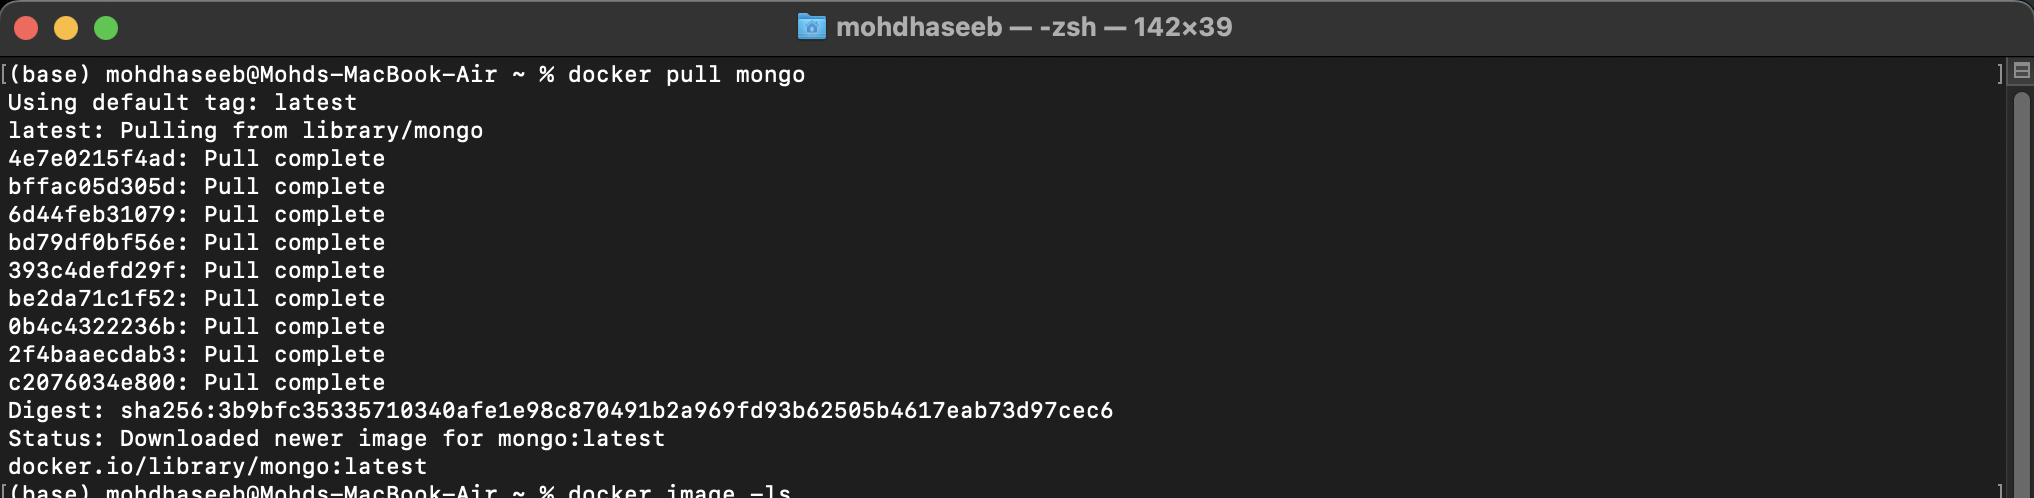 mohdhaseeb — -zsh — 142×39
[(base) mohdhaseeb@Mohds-MacBook-Air ~ % docker pull mongo ]
Using default tag: latest
latest: Pulling from library/mongo
4e7e0215f4ad: Pull complete
bffac05d305d: Pull complete
6d44feb31079: Pull complete
bd79df0bf56e: Pull complete
393c4defd29f: Pull complete
be2da71c1f52: Pull complete
0b4c4322236b: Pull complete
2f4baaecdab3: Pull complete
c2076034e800: Pull complete
Digest: sha256:3b9bfc35335710340afe1e98c870491b2a969fd93b62505b4617eab73d97cec6
Status: Downloaded newer image for mongo:latest
docker.io/library/mongo:latest
[(base) mohdhaseeb@Mohds-MacBook-Air ~ % docker image -ls ]